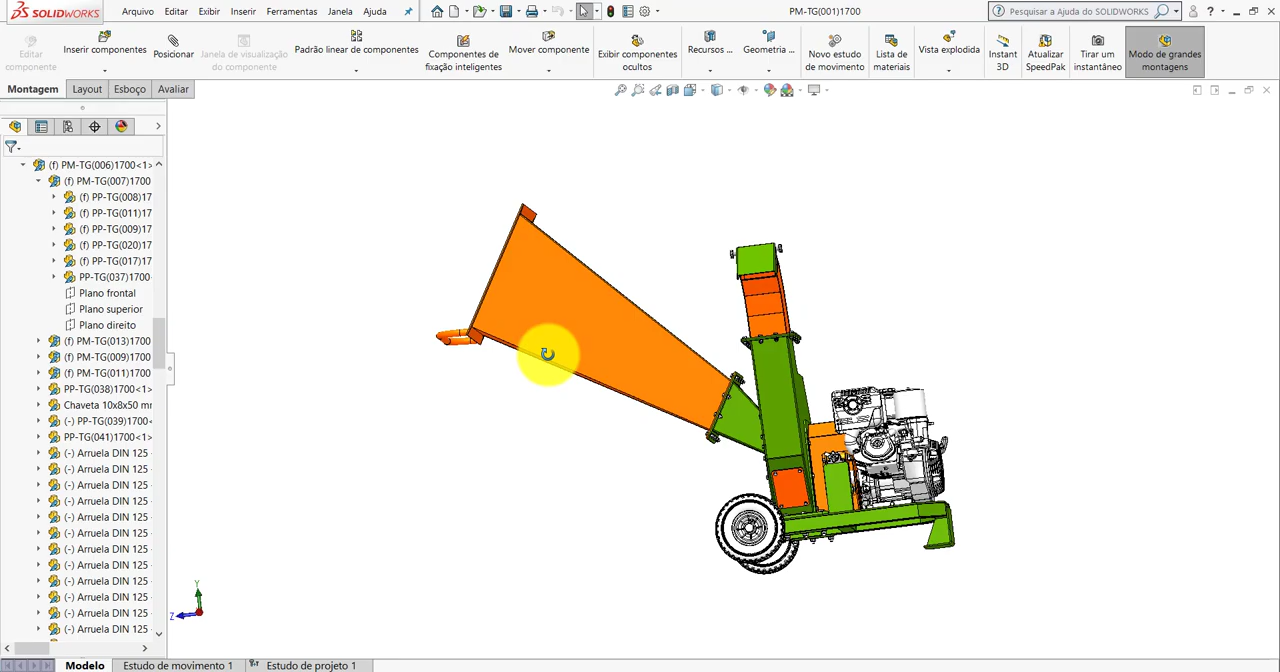 SOLIDWORKS
Arquivo Editar Exibir Inserir Ferramentas Janela Ajuda
PM-TG(001)1700
Pesquisar a Ajuda do SOLIDWORKS
?
Editar componente
Inserir componentes
Posicionar
Janela de visualização do componente
Padrão linear de componentes
Componentes de fixação inteligentes
Mover componente
Exibir componentes ocultos
Recursos ...
Geometria ...
Novo estudo de movimento
Lista de materiais
Vista explodida
Instant 3D
Atualizar SpeedPak
Tirar um instantâneo
Modo de grandes montagens
Montagem Layout Esboço Avaliar
(f) PM-TG(006)1700<1>
(f) PM-TG(007)1700
(f) PP-TG(008)17
(f) PP-TG(011)17
(f) PP-TG(009)17
(f) PP-TG(020)17
(f) PP-TG(017)17
PP-TG(037)1700
Plano frontal
Plano superior
Plano direito
(f) PM-TG(013)1700
(f) PM-TG(009)1700
(f) PM-TG(011)1700
PP-TG(038)1700<1>
Chaveta 10x8x50 mm
(-) PP-TG(039)1700<1
PP-TG(041)1700<1>
(-) Arruela DIN 125
(-) Arruela DIN 125
(-) Arruela DIN 125
(-) Arruela DIN 125
(-) Arruela DIN 125
(-) Arruela DIN 125
(-) Arruela DIN 125
(-) Arruela DIN 125
(-) Arruela DIN 125
(-) Arruela DIN 125
(-) Arruela DIN 125
(-) Arruela DIN 125
Y
Z
Modelo Estudo de movimento 1 Estudo de projeto 1